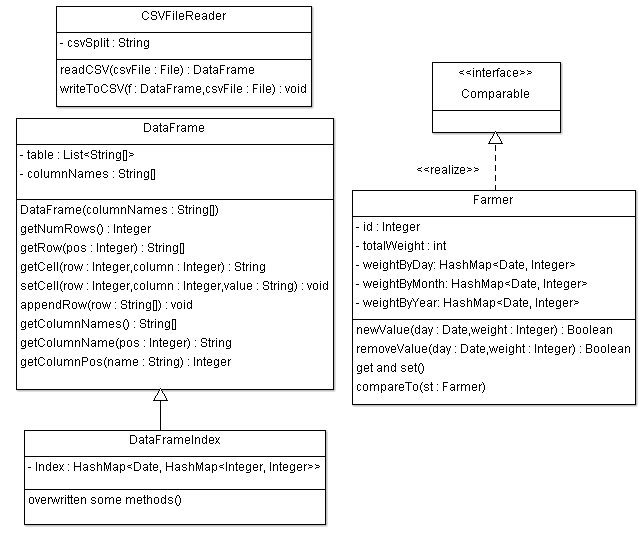 CSVFileReader
- csvSplit : String
readCSV(csvFile : File) : DataFrame
writeToCSV(f : DataFrame,csvFile : File) : void
DataFrame
- table : List<String[]>
- columnNames : String[]
DataFrame(columnNames : String[])
getNumRows() : Integer
getRow(pos : Integer) : String[]
getCell(row : Integer,column : Integer) : String
setCell(row : Integer,column : Integer,value : String) : void
appendRow(row : String[]) : void
getColumnNames() : String[]
getColumnName(pos : Integer) : String
getColumnPos(name : String) : Integer
DataFrameIndex
- Index : HashMap<Date, HashMap<Integer, Integer>>
overwritten some methods()
<<interface>>
Comparable
<<realize>>
Farmer
- id : Integer
- totalWeight : int
- weightByDay: HashMap<Date, Integer>
- weightByMonth: HashMap<Date, Integer>
- weightByYear: HashMap<Date, Integer>
newValue(day : Date,weight : Integer) : Boolean
removeValue(day : Date,weight : Integer) : Boolean
get and set()
compareTo(st : Farmer)